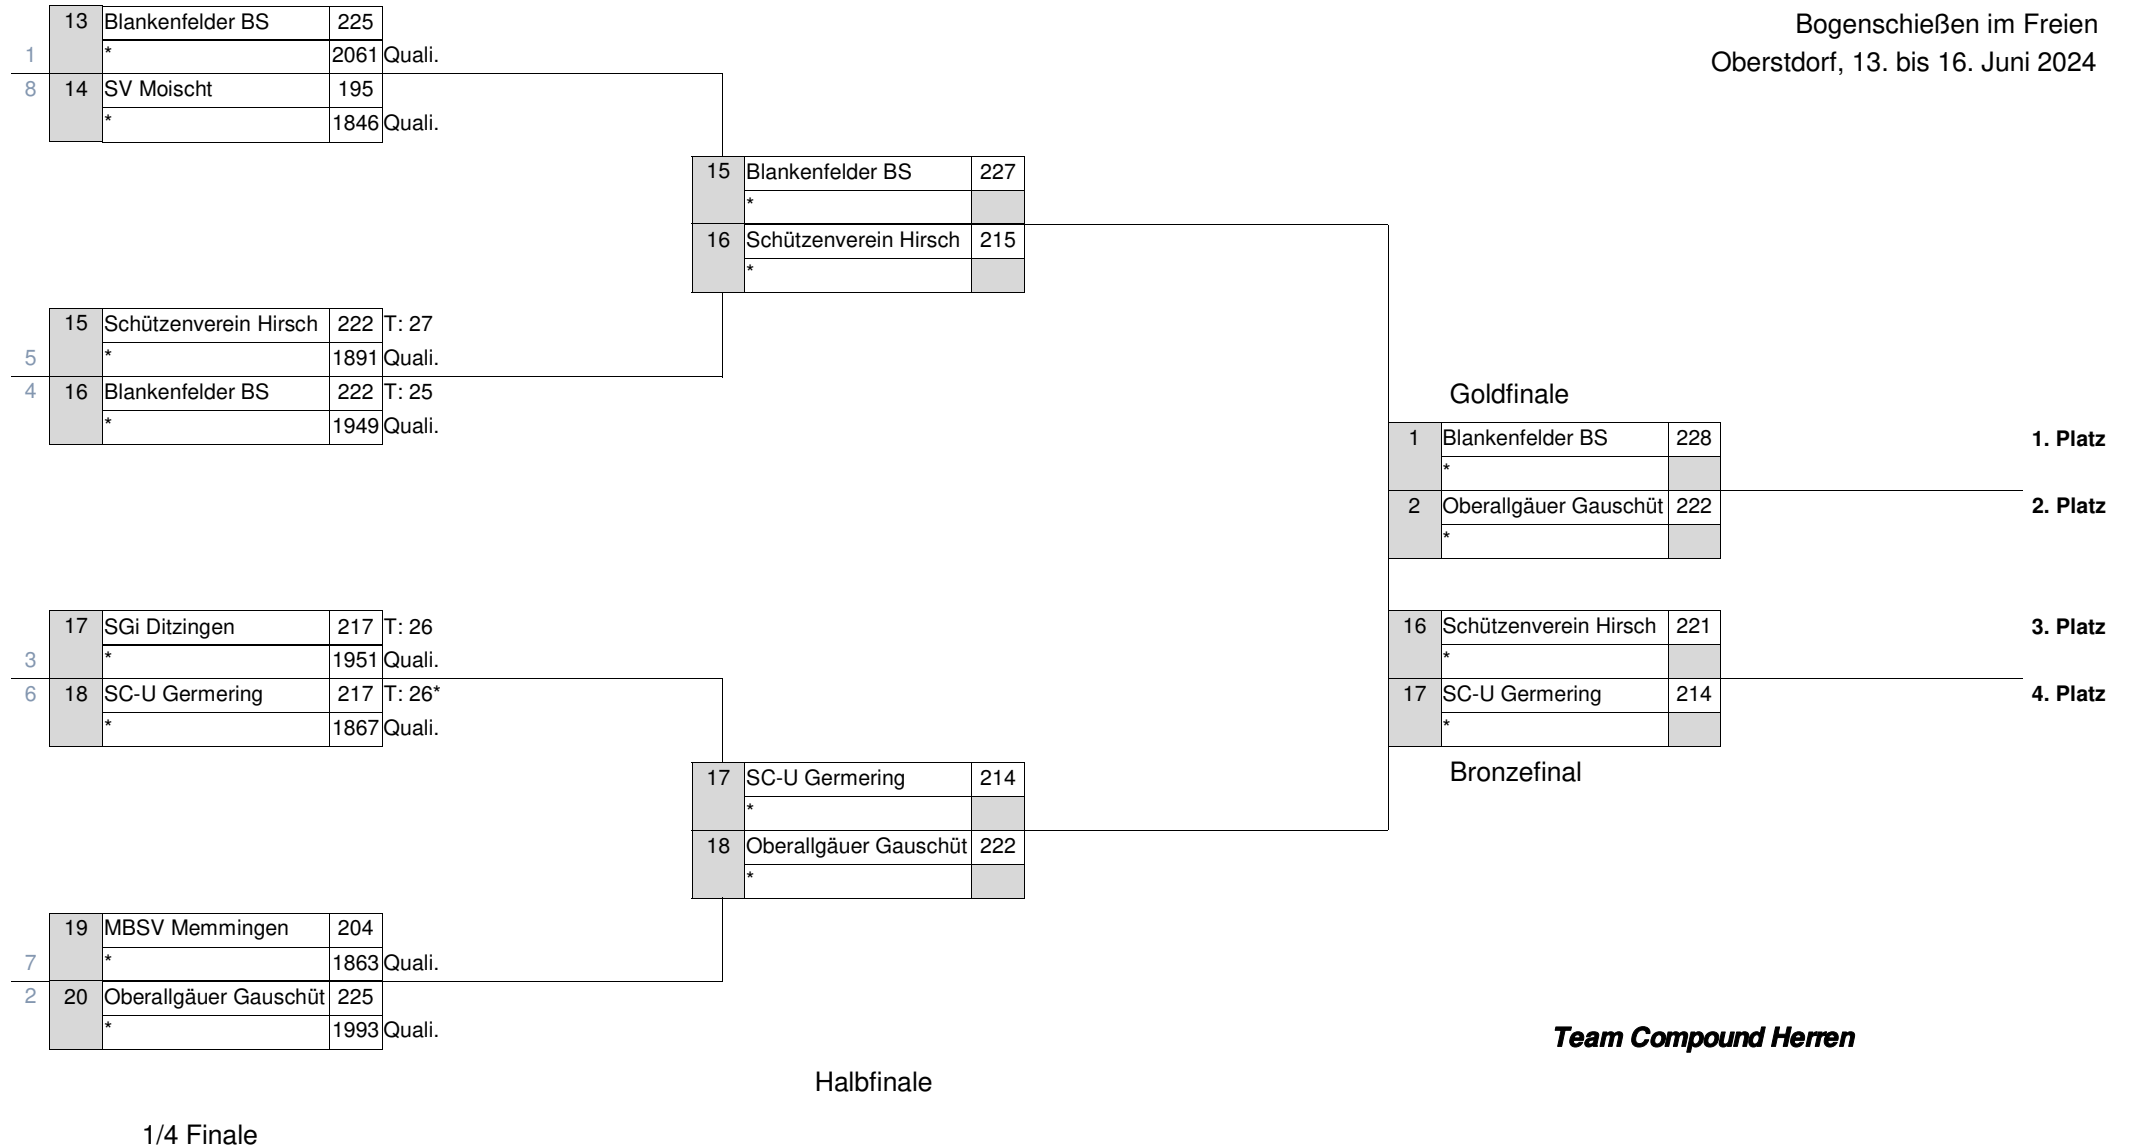 Bogenschießen im Freien
Oberstdorf, 13. bis 16. Juni 2024
13 Blankenfelder BS 225
1 * 2061 Quali.
8 14 SV Moischt 195
* 1846 Quali.
15 Blankenfelder BS 227
*
16 Schützenverein Hirsch 215
*
15 Schützenverein Hirsch 222 T: 27
5 * 1891 Quali.
4 16 Blankenfelder BS 222 T: 25
* 1949 Quali.
Goldfinale
1 Blankenfelder BS 228 1. Platz
*
2 Oberallgäuer Gauschüt 222 2. Platz
*
17 SGi Ditzingen 217 T: 26
3 * 1951 Quali.
6 18 SC-U Germering 217 T: 26*
* 1867 Quali.
16 Schützenverein Hirsch 221 3. Platz
*
17 SC-U Germering 214 4. Platz
*
Bronzefinal
17 SC-U Germering 214
*
18 Oberallgäuer Gauschüt 222
*
19 MBSV Memmingen 204
7 * 1863 Quali.
2 20 Oberallgäuer Gauschüt 225
* 1993 Quali.
Team Compound Herren
Halbfinale
1/4 Finale